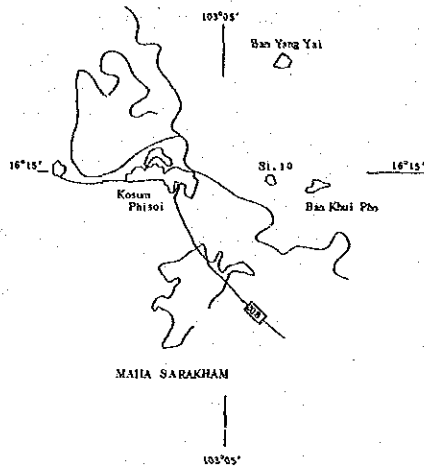 103°05'
Ban Yang Yai
16°15'
Si. 10
16°15'
Kosum
Phisoi
Ban Khui Pho
208
MAHA SARAKHAM
103°05'